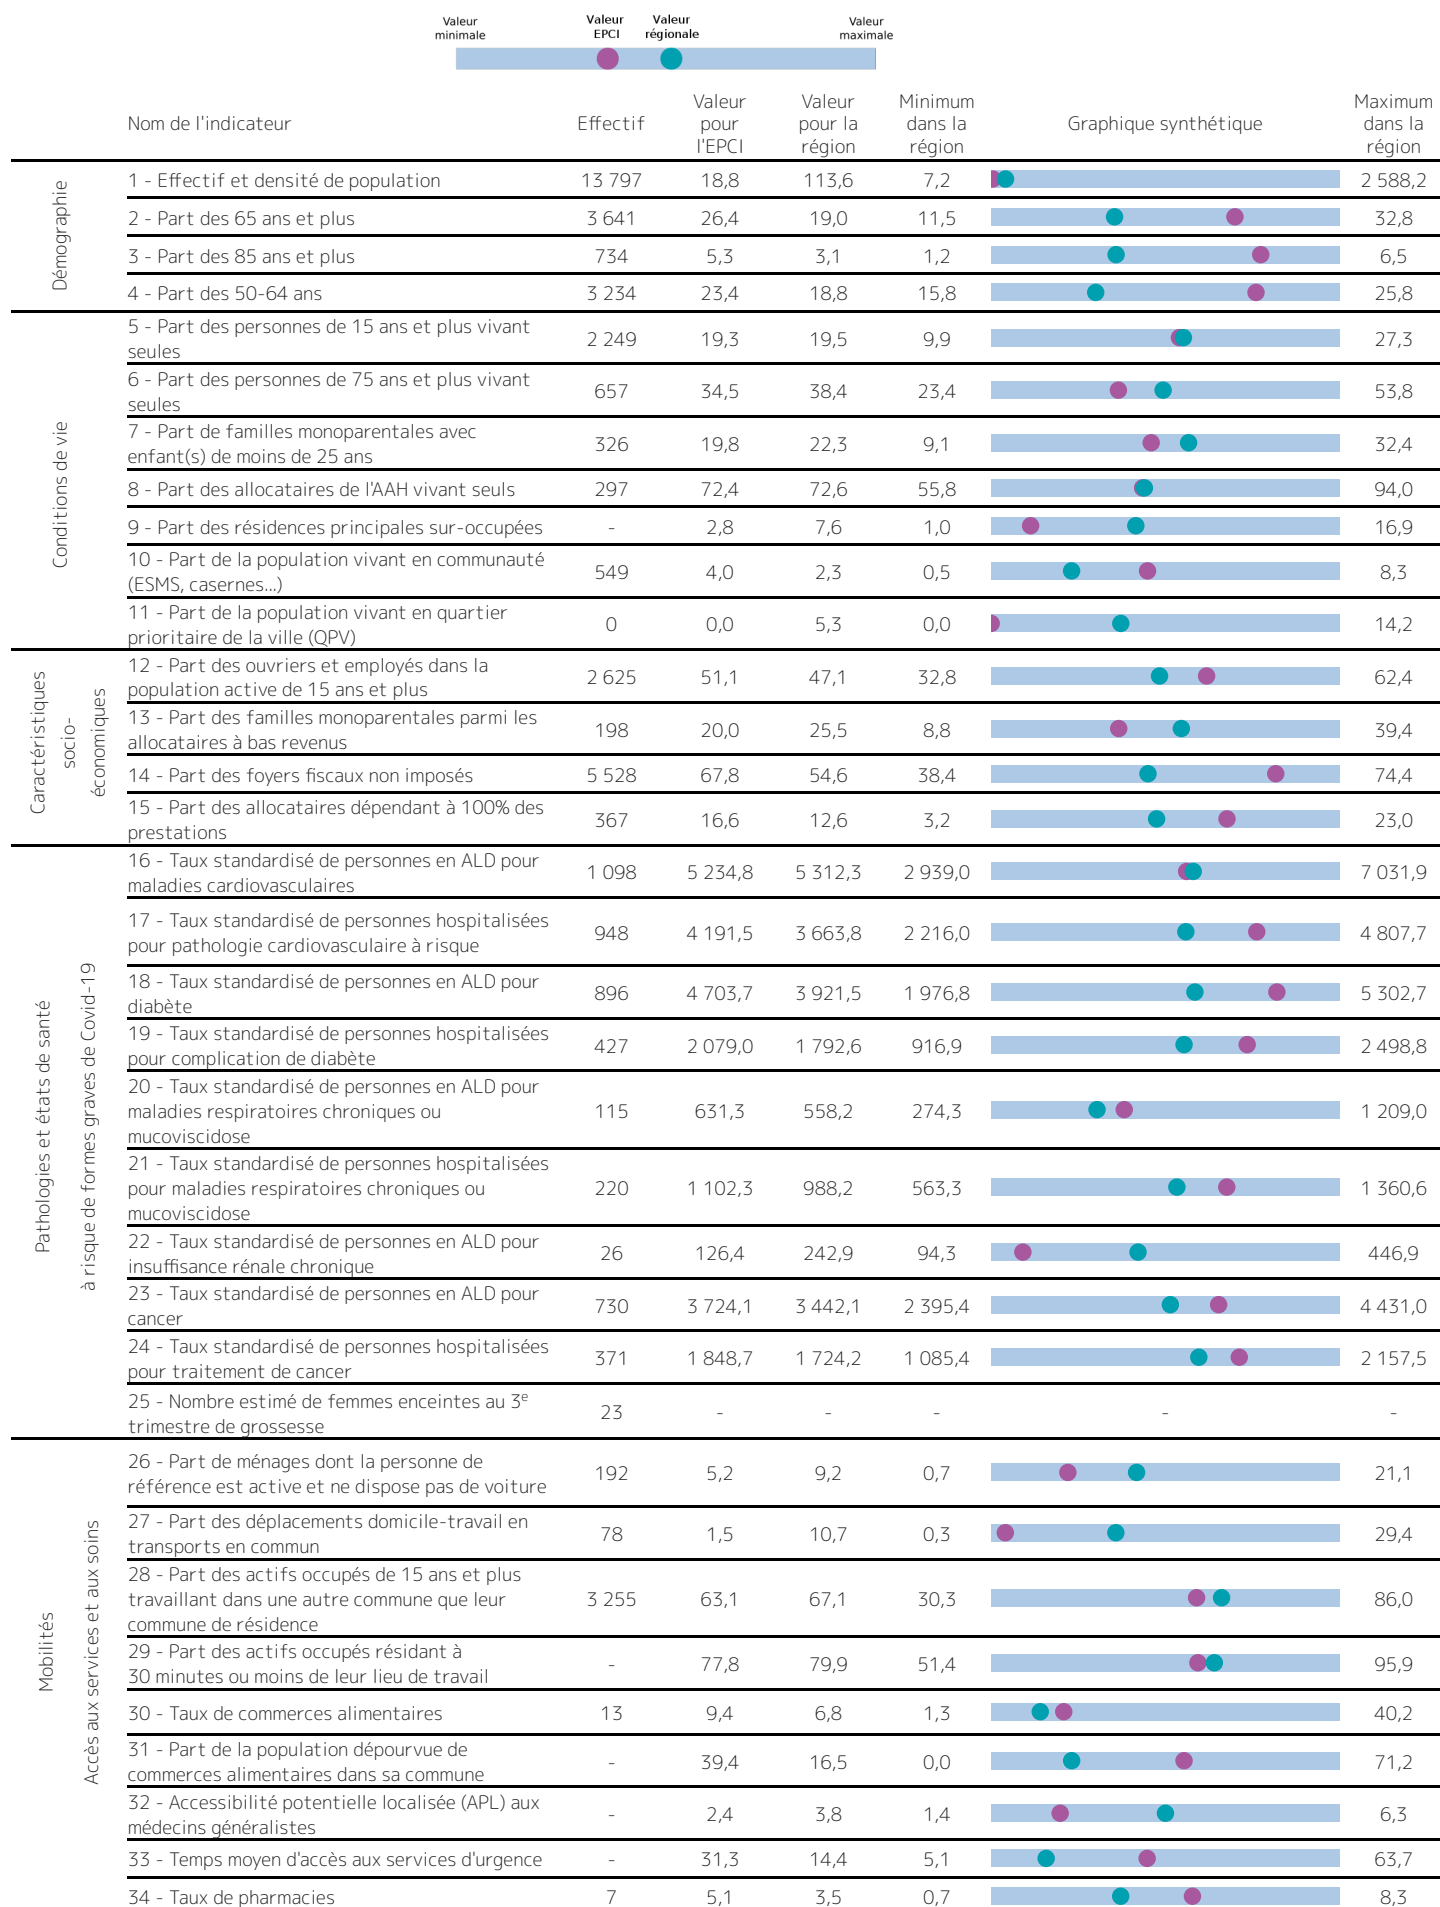 Valeur minimale
Valeur EPCI
Valeur régionale
Valeur maximale
Nom de l'indicateur
Effectif
Valeur pour l'EPCI
Valeur pour la région
Minimum dans la région
Graphique synthétique
Maximum dans la région
Démographie
1 - Effectif et densité de population 13 797 18,8 113,6 7,2 2 588,2
2 - Part des 65 ans et plus 3 641 26,4 19,0 11,5 32,8
3 - Part des 85 ans et plus 734 5,3 3,1 1,2 6,5
4 - Part des 50-64 ans 3 234 23,4 18,8 15,8 25,8
Conditions de vie
5 - Part des personnes de 15 ans et plus vivant
seules 2 249 19,3 19,5 9,9 27,3
6 - Part des personnes de 75 ans et plus vivant
seules 657 34,5 38,4 23,4 53,8
7 - Part de familles monoparentales avec
enfant(s) de moins de 25 ans 326 19,8 22,3 9,1 32,4
8 - Part des allocataires de l'AAH vivant seuls 297 72,4 72,6 55,8 94,0
9 - Part des résidences principales sur-occupées - 2,8 7,6 1,0 16,9
10 - Part de la population vivant en communauté
(ESMS, casernes...) 549 4,0 2,3 0,5 8,3
11 - Part de la population vivant en quartier
prioritaire de la ville (QPV) 0 0,0 5,3 0,0 14,2
Caractéristiques
socio-
économiques
12 - Part des ouvriers et employés dans la
population active de 15 ans et plus 2 625 51,1 47,1 32,8 62,4
13 - Part des familles monoparentales parmi les
allocataires à bas revenus 198 20,0 25,5 8,8 39,4
14 - Part des foyers fiscaux non imposés 5 528 67,8 54,6 38,4 74,4
15 - Part des allocataires dépendant à 100% des
prestations 367 16,6 12,6 3,2 23,0
Pathologies et états de santé
à risque de formes graves de Covid-19
16 - Taux standardisé de personnes en ALD pour
maladies cardiovasculaires 1 098 5 234,8 5 312,3 2 939,0 7 031,9
17 - Taux standardisé de personnes hospitalisées
pour pathologie cardiovasculaire à risque 948 4 191,5 3 663,8 2 216,0 4 807,7
18 - Taux standardisé de personnes en ALD pour
diabète 896 4 703,7 3 921,5 1 976,8 5 302,7
19 - Taux standardisé de personnes hospitalisées
pour complication de diabète 427 2 079,0 1 792,6 916,9 2 498,8
20 - Taux standardisé de personnes en ALD pour
maladies respiratoires chroniques ou 115 631,3 558,2 274,3 1 209,0
mucoviscidose
21 - Taux standardisé de personnes hospitalisées
pour maladies respiratoires chroniques ou 220 1 102,3 988,2 563,3 1 360,6
mucoviscidose
22 - Taux standardisé de personnes en ALD pour
insuffisance rénale chronique 26 126,4 242,9 94,3 446,9
23 - Taux standardisé de personnes en ALD pour
cancer 730 3 724,1 3 442,1 2 395,4 4 431,0
24 - Taux standardisé de personnes hospitalisées
pour traitement de cancer 371 1 848,7 1 724,2 1 085,4 2 157,5
25 - Nombre estimé de femmes enceintes au 3e
trimestre de grossesse 23 - - - - -
Mobilités
Accès aux services et aux soins
26 - Part de ménages dont la personne de
référence est active et ne dispose pas de voiture 192 5,2 9,2 0,7 21,1
27 - Part des déplacements domicile-travail en
transports en commun 78 1,5 10,7 0,3 29,4
28 - Part des actifs occupés de 15 ans et plus
travaillant dans une autre commune que leur 3 255 63,1 67,1 30,3 86,0
commune de résidence
29 - Part des actifs occupés résidant à
30 minutes ou moins de leur lieu de travail - 77,8 79,9 51,4 95,9
30 - Taux de commerces alimentaires 13 9,4 6,8 1,3 40,2
31 - Part de la population dépourvue de
commerces alimentaires dans sa commune - 39,4 16,5 0,0 71,2
32 - Accessibilité potentielle localisée (APL) aux
médecins généralistes - 2,4 3,8 1,4 6,3
33 - Temps moyen d'accès aux services d'urgence - 31,3 14,4 5,1 63,7
34 - Taux de pharmacies 7 5,1 3,5 0,7 8,3